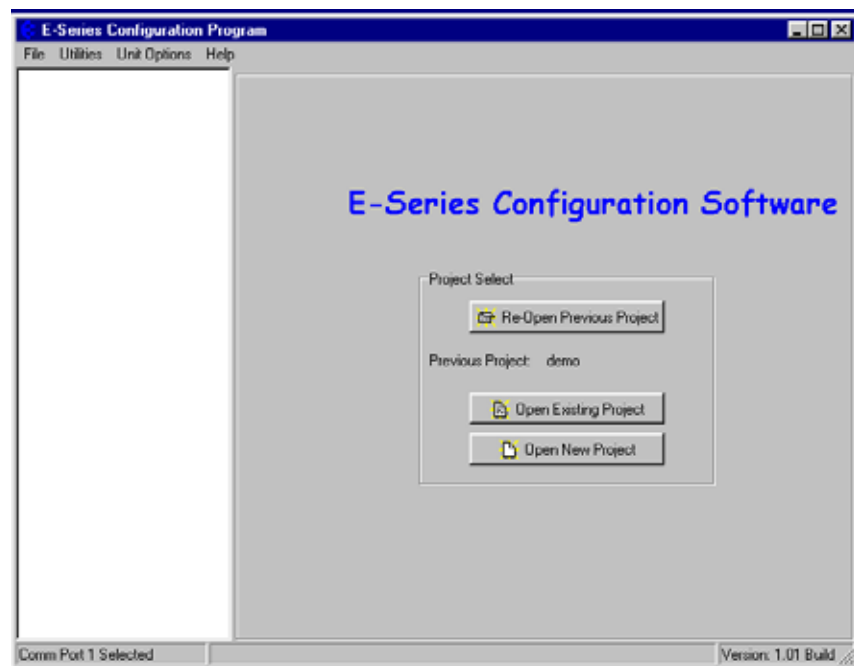 E-Series Configuration Program
File Utilities Unit Options Help
E-Series Configuration Software
Project Select
Re-Open Previous Project
Previous Project: demo
Open Existing Project
Open New Project
Comm Port 1 Selected
Version: 1.01 Build